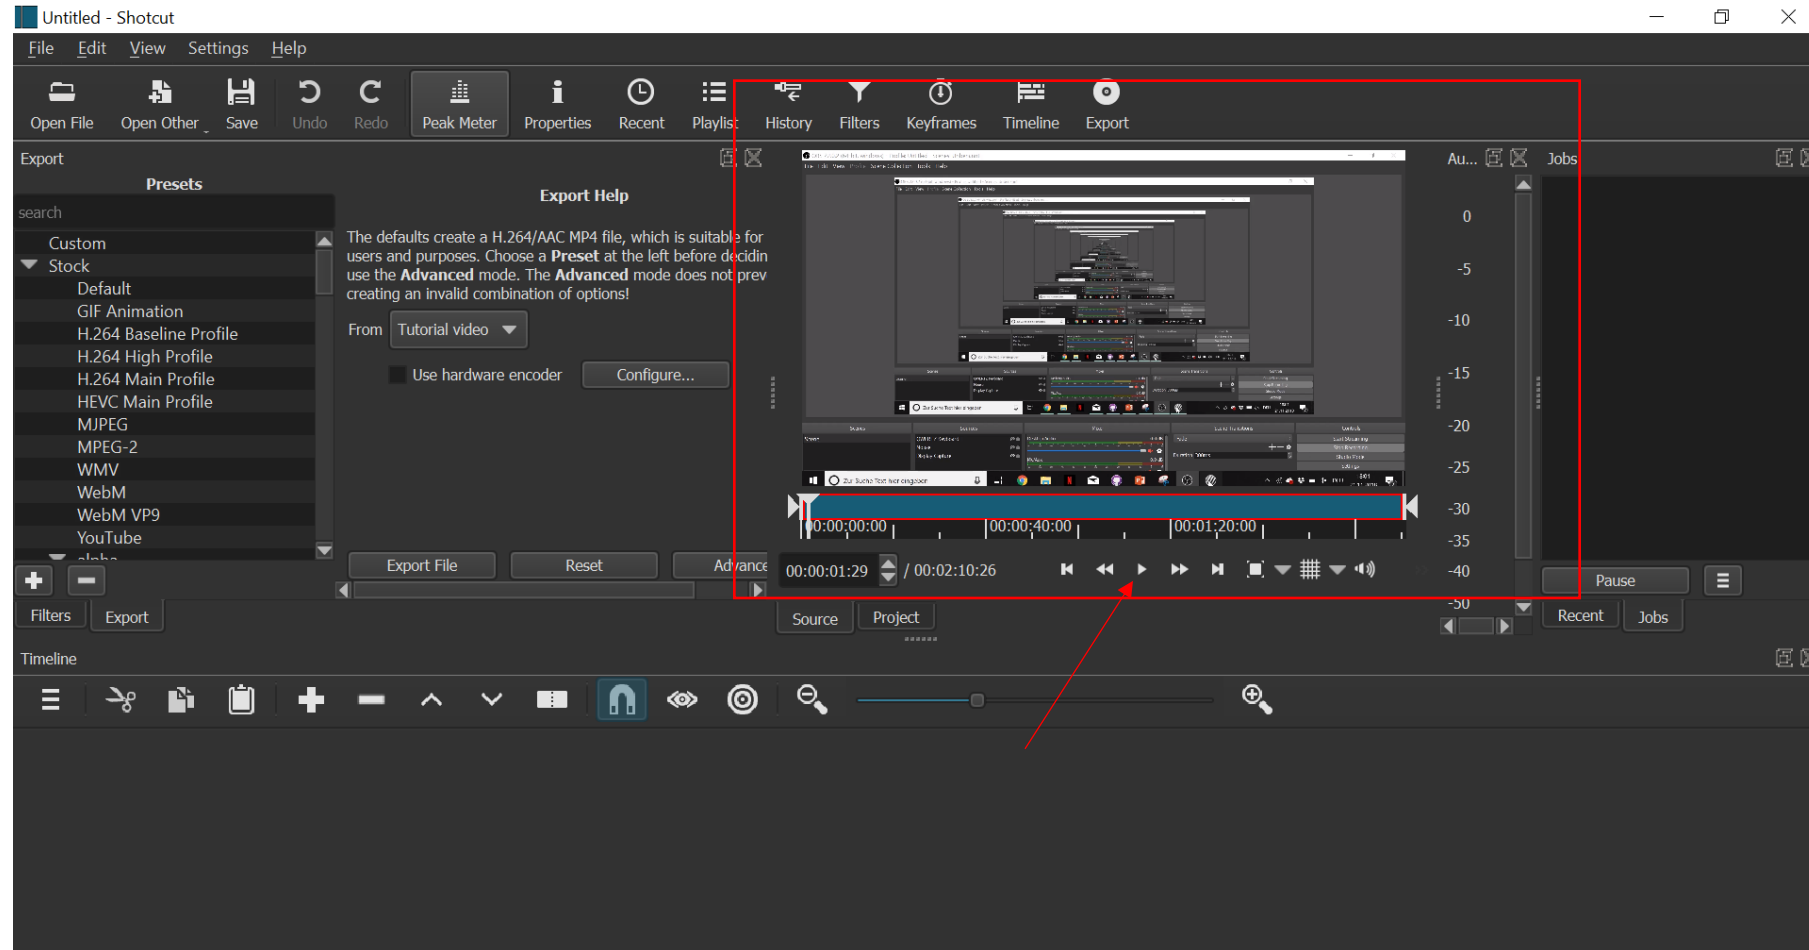 Untitled - Shotcut
File Edit View Settings Help
Open File Open Other Save Undo Redo Peak Meter Properties Recent Playlist History Filters Keyframes Timeline Export
Export
Presets
search
Custom
Stock
Default
GIF Animation
H.264 Baseline Profile
H.264 High Profile
H.264 Main Profile
HEVC Main Profile
MJPEG
MPEG-2
WMV
WebM
WebM VP9
YouTube
alpha
Export Help
The defaults create a H.264/AAC MP4 file, which is suitable for
users and purposes. Choose a Preset at the left before decidin
use the Advanced mode. The Advanced mode does not prev
creating an invalid combination of options!
From Tutorial video
Use hardware encoder Configure...
Export File Reset Advance
Filters Export
Zur Suche Text hier eingeben
00:00:00:00 00:00:40:00 00:01:20:00
00:00:01:29 / 00:02:10:26
Source Project
Au...
0
-5
-10
-15
-20
-25
-30
-35
-40
-50
Jobs
Pause
Recent Jobs
Timeline